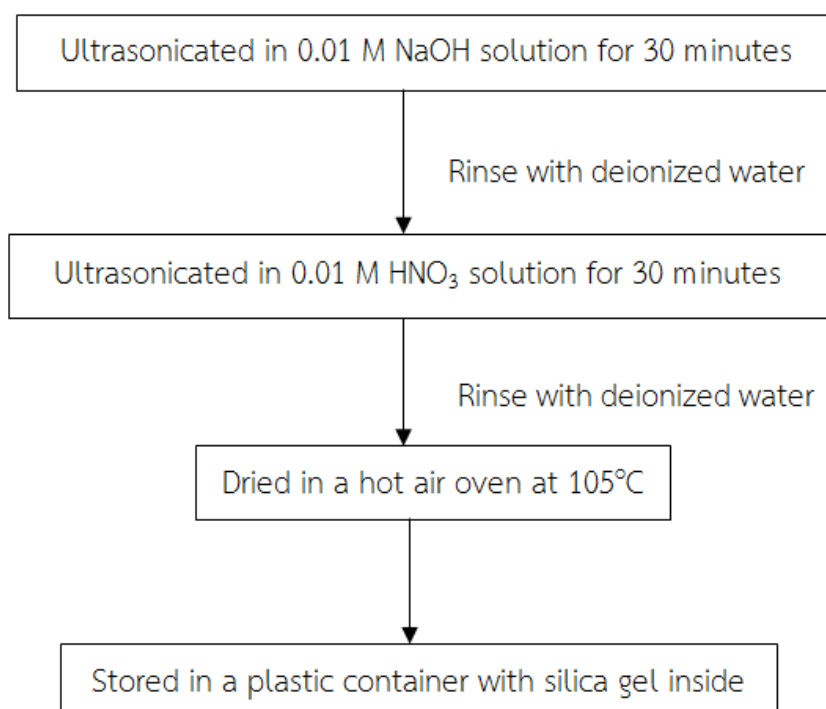 Ultrasonicated in 0.01 M NaOH solution for 30 minutes
Rinse with deionized water
Ultrasonicated in 0.01 M HNO₃ solution for 30 minutes
Rinse with deionized water
Dried in a hot air oven at 105°C
Stored in a plastic container with silica gel inside